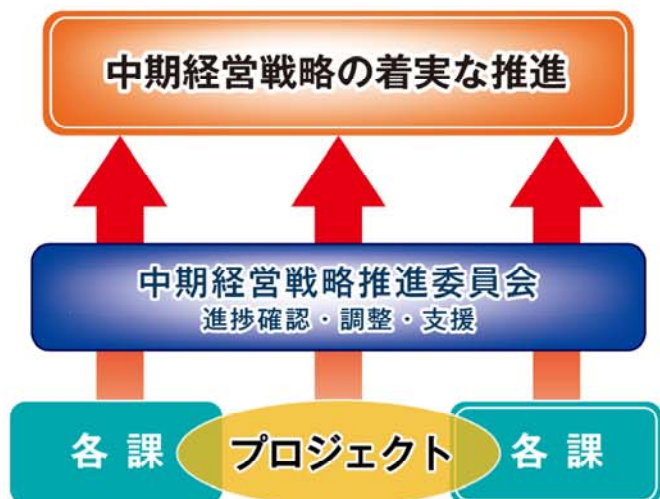 中期経営戦略の着実な推進
中期経営戦略推進委員会
進捗確認・調整・支援
各 課 プロジェクト 各 課